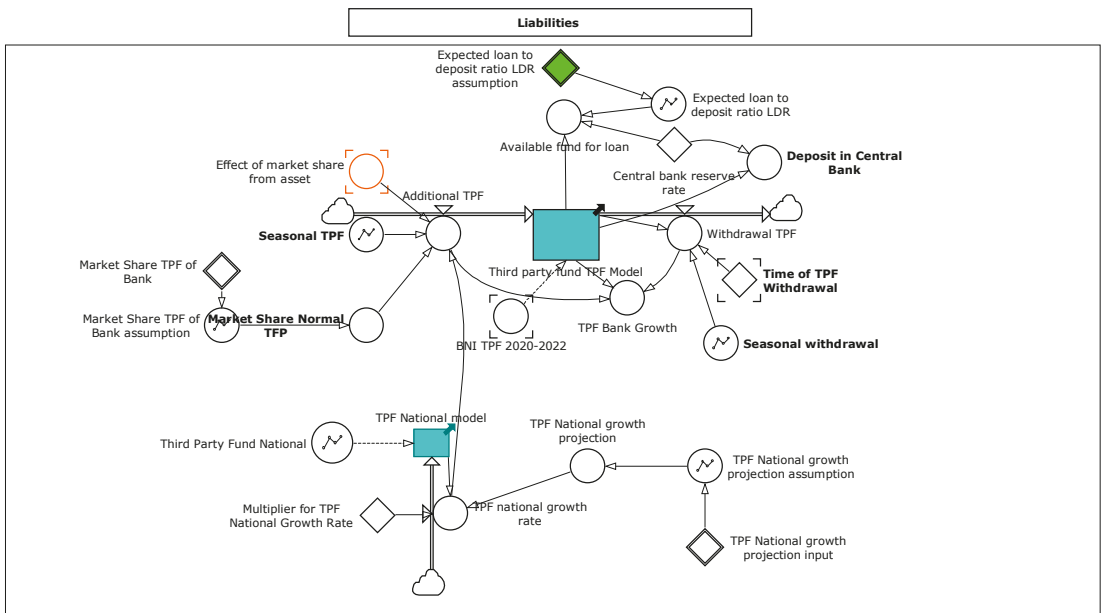 Liabilities
Expected loan to
deposit ratio LDR
assumption
Expected loan to
deposit ratio LDR
Available fund for loan
Deposit in Central
Bank
Effect of market share
from asset
Central bank reserve
rate
Additional TPF
Seasonal TPF
Withdrawal TPF
Market Share TPF of
Bank
Third party fund TPF Model
Time of TPF
Withdrawal
Market Share TPF of
Bank assumption
Market Share Normal
TFP
TPF Bank Growth
BNI TPF 2020-2022
Seasonal withdrawal
TPF National model
TPF National growth
projection
Third Party Fund National
TPF National growth
projection assumption
Multiplier for TPF
National Growth Rate
TPF national growth
rate
TPF National growth
projection input